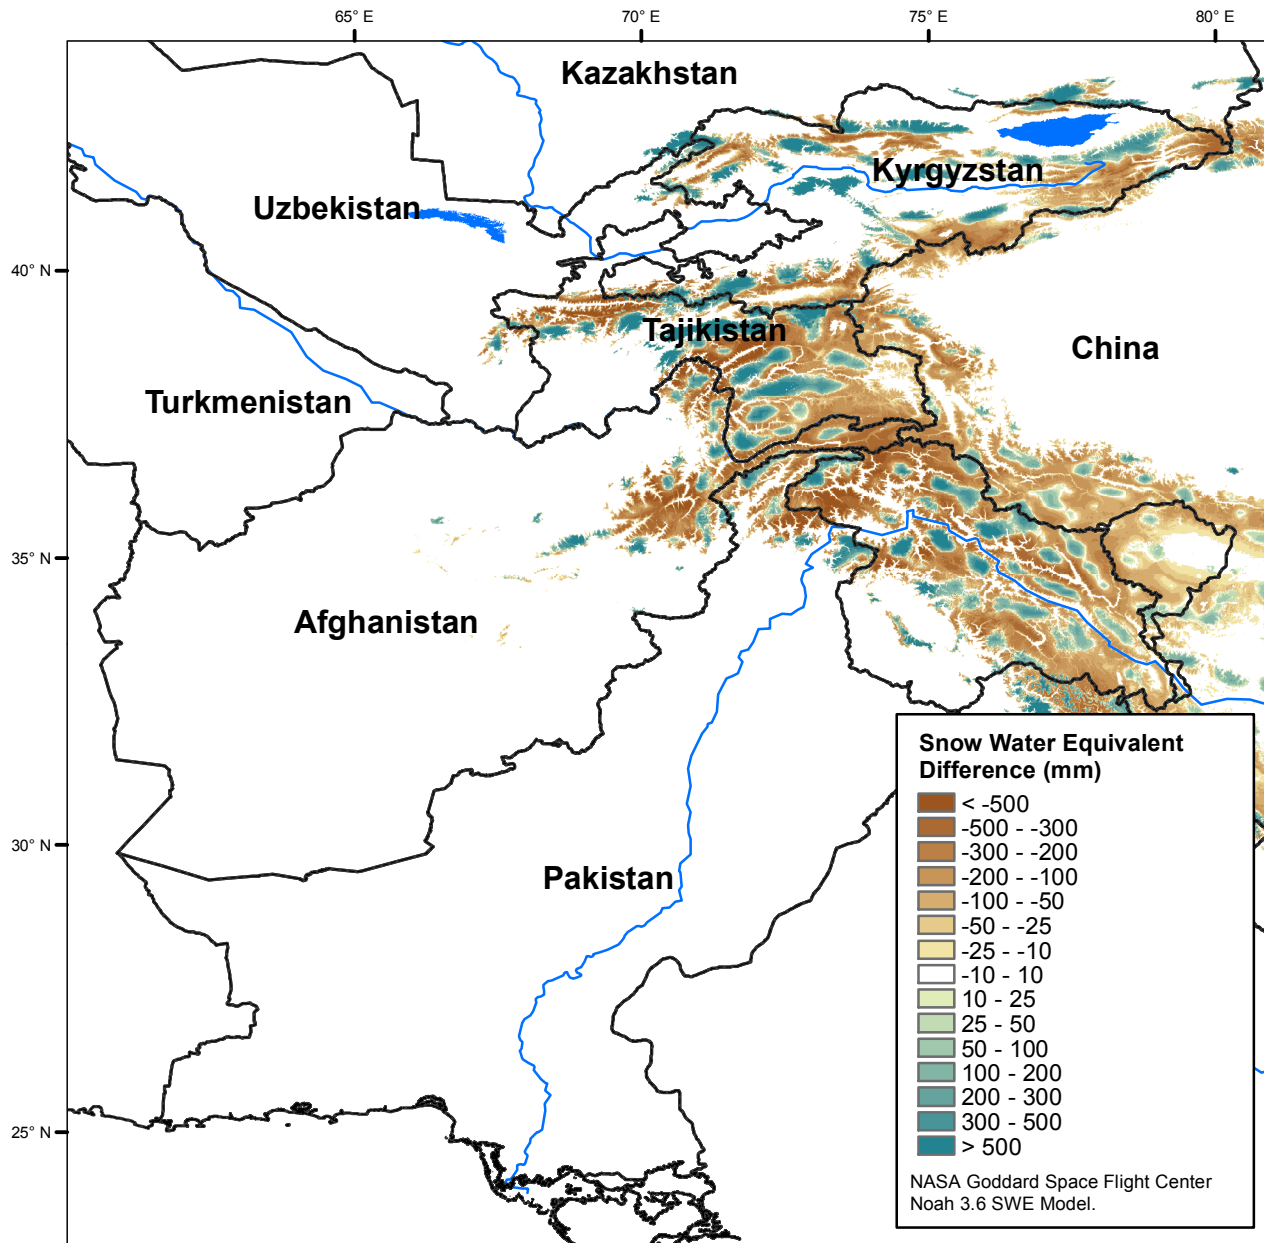 65° E
70° E
75° E
80° E
Kazakhstan
Kyrgyzstan
Uzbekistan
40° N
Tajikistan
China
Turkmenistan
35° N
Afghanistan
Snow Water Equivalent
Difference (mm)
< -500
-500 - -300
-300 - -200
-200 - -100
-100 - -50
-50 - -25
-25 - -10
-10 - 10
10 - 25
25 - 50
50 - 100
100 - 200
200 - 300
300 - 500
> 500
NASA Goddard Space Flight Center
Noah 3.6 SWE Model.
30° N
Pakistan
25° N